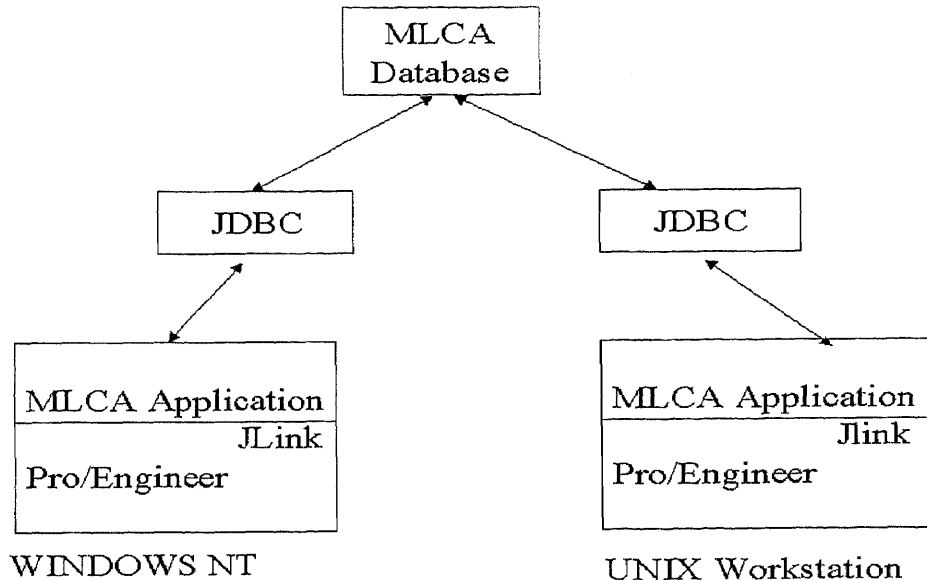 MLCA
Database
JDBC
JDBC
MLCA Application
JLink
Pro/Engineer
WINDOWS NT
MLCA Application
Jlink
Pro/Engineer
UNIX Workstation